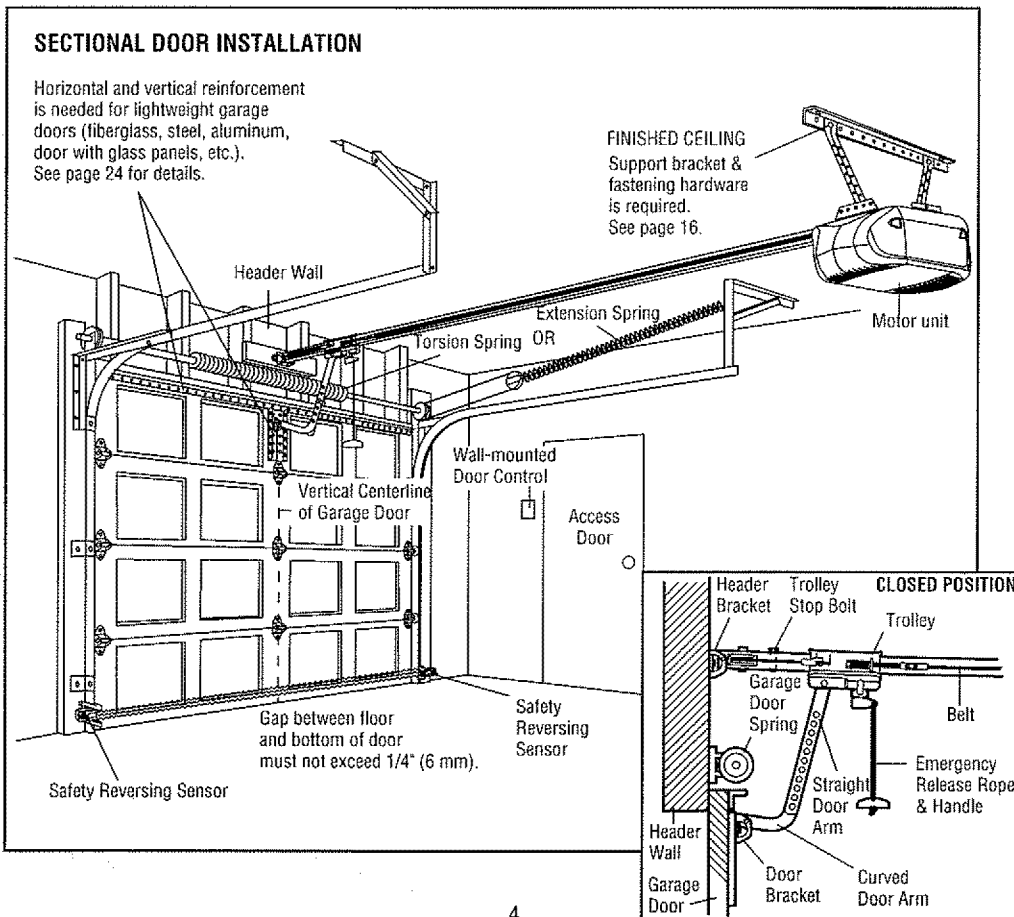 SECTIONAL DOOR INSTALLATION
Horizontal and vertical reinforcement
is needed for lightweight garage
doors (fiberglass, steel, aluminum,
door with glass panels, etc.).
See page 24 for details.
FINISHED CEILING
Support bracket &
fastening hardware
is required.
See page 16.
Header Wall
Extension Spring
OR
Torsion Spring
Motor unit
Wall-mounted
Door Control
Vertical Centerline
of Garage Door
Access
Door
Gap between floor
and bottom of door
must not exceed 1/4" (6 mm).
Safety
Reversing
Sensor
Safety Reversing Sensor
CLOSED POSITION
Header
Bracket
Trolley
Stop Bolt
Trolley
Garage
Door
Spring
Belt
Straight
Door
Arm
Emergency
Release Rope
& Handle
Header
Wall
Garage
Door
Door
Bracket
Curved
Door Arm
4